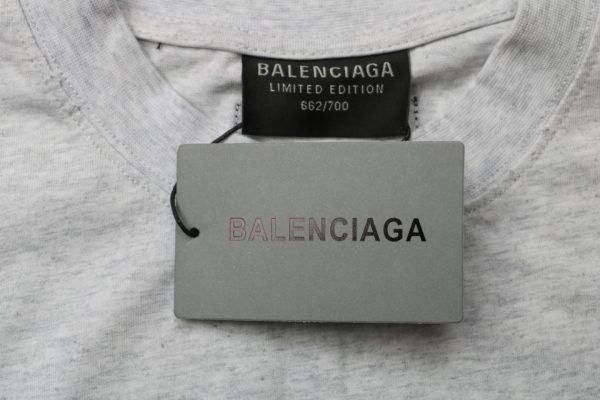 BALENCIAGA
LIMITED EDITION
662/700
BALENCIAGA